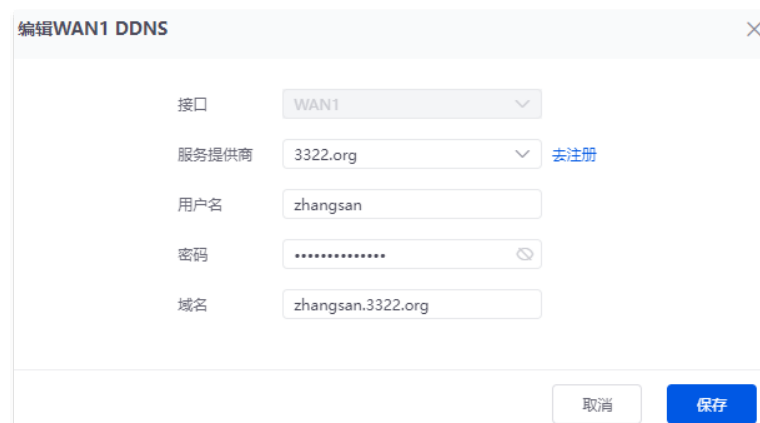 编辑WAN1 DDNS
接口 WAN1
服务提供商 3322.org 去注册
用户名 zhangsan
密码 ••••••••••••••
域名 zhangsan.3322.org
取消 保存